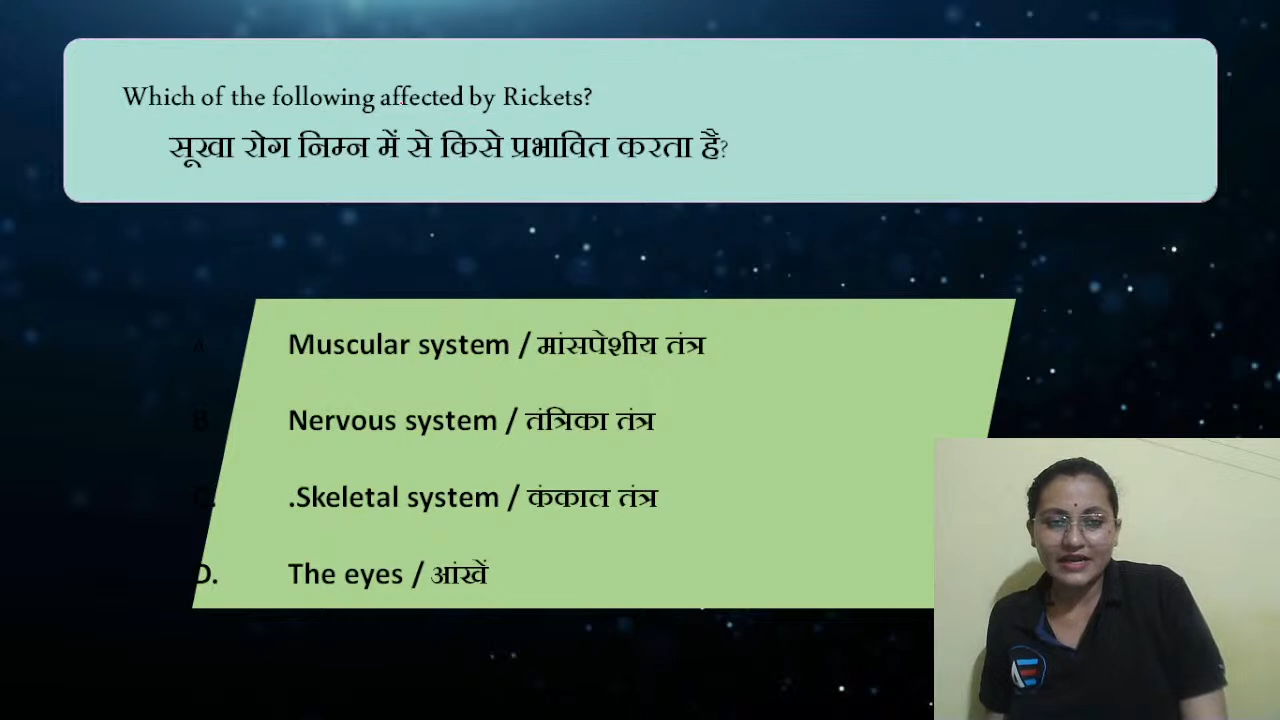 Which of the following affected by Rickets?
सूखा रोग निम्न में से किसे प्रभावित करता है?
A Muscular system / मांसपेशीय तंत्र
B. Nervous system / तंत्रिका तंत्र
C. .Skeletal system / कंकाल तंत्र
D. The eyes / आंखें